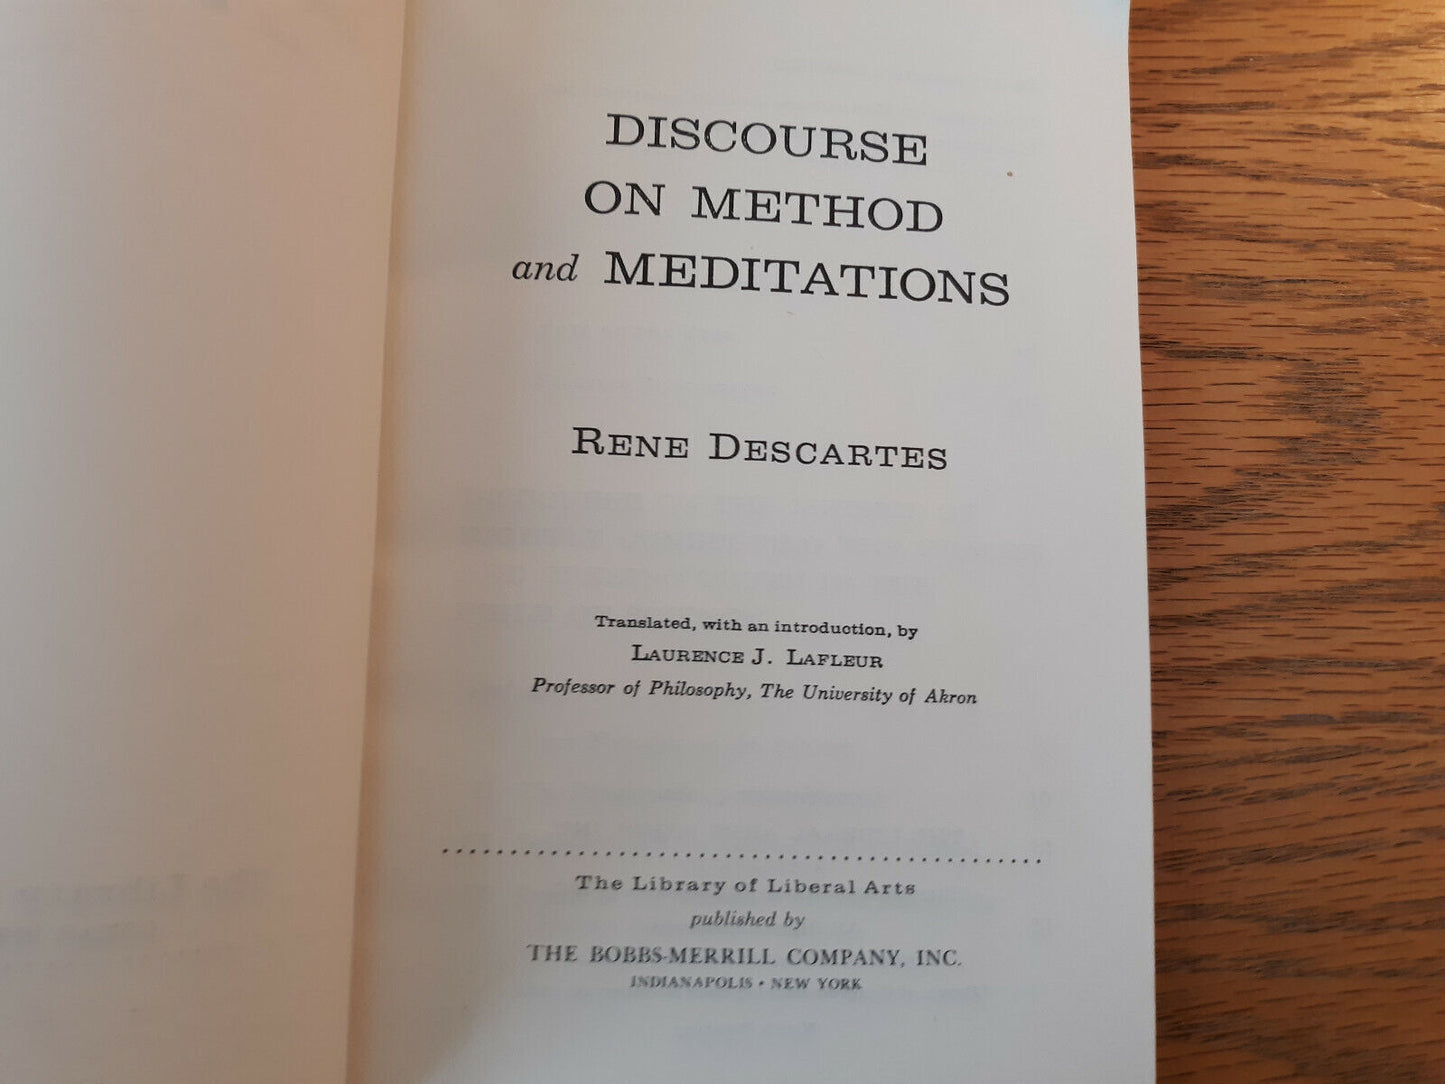 DISCOURSE
ON METHOD
and MEDITATIONS
RENE DESCARTES
Translated, with an introduction, by
LAURENCE J. LAFLEUR
Professor of Philosophy, The University of Akron
The Library of Liberal Arts
published by
THE BOBBS-MERRILL COMPANY, INC.
INDIANAPOLIS • NEW YORK